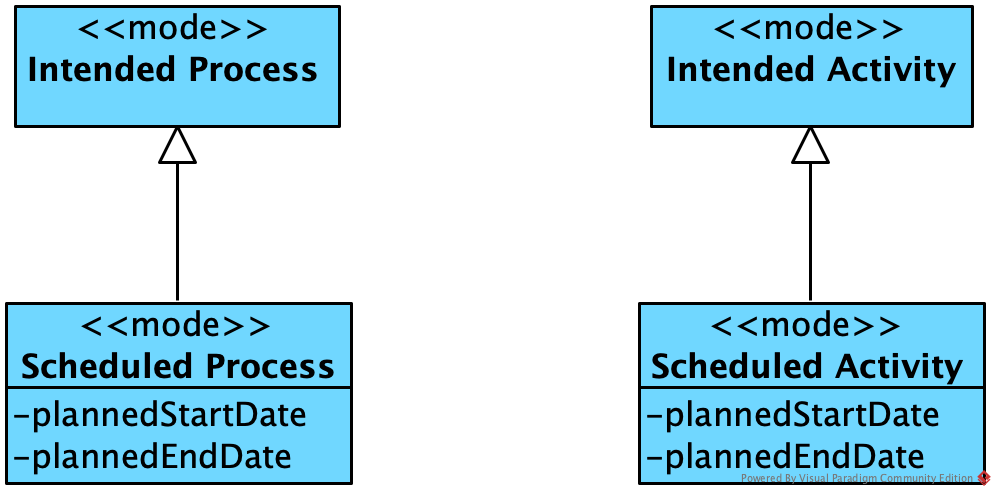 <<mode>>
Intended Process
<<mode>>
Intended Activity
<<mode>>
Scheduled Process
-plannedStartDate
-plannedEndDate
<<mode>>
Scheduled Activity
-plannedStartDate
-plannedEndDate
Powered By Visual Paradigm Community Edition